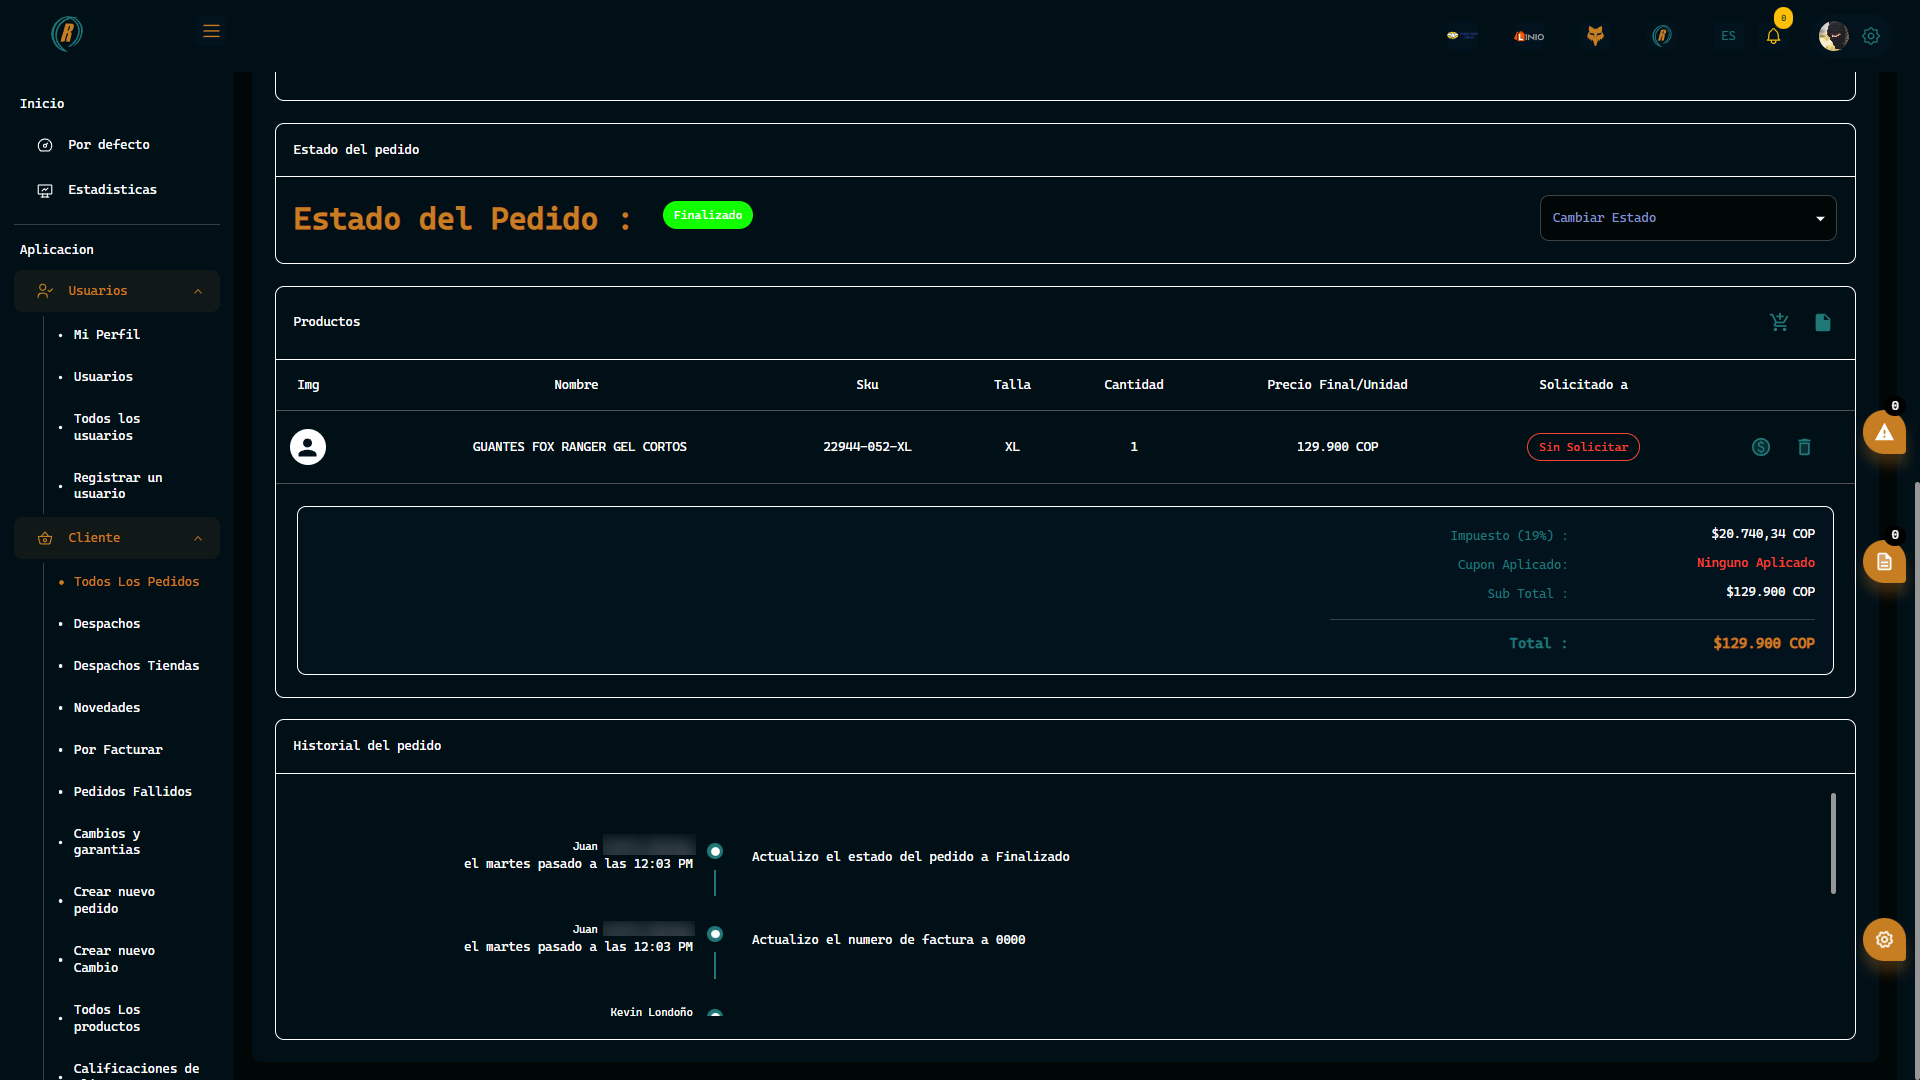 LINIO
ES
0
Inicio
Por defecto
Estadisticas
Aplicacion
Usuarios
Mi Perfil
Usuarios
Todos los
usuarios
Registrar un
usuario
Cliente
Todos Los Pedidos
Despachos
Despachos Tiendas
Novedades
Por Facturar
Pedidos Fallidos
Cambios y
garantias
Crear nuevo
pedido
Crear nuevo
Cambio
Todos Los
productos
Calificaciones de
Estado del pedido
Estado del Pedido :
Finalizado
Cambiar Estado
Productos
Img Nombre Sku Talla Cantidad Precio Final/Unidad Solicitado a
GUANTES FOX RANGER GEL CORTOS 22944-052-XL XL 1 129.900 COP Sin Solicitar
Impuesto (19%) : $20.740,34 COP
Cupon Aplicado: Ninguno Aplicado
Sub Total : $129.900 COP
Total : $129.900 COP
Historial del pedido
Juan
el martes pasado a las 12:03 PM
Actualizo el estado del pedido a Finalizado
Juan
el martes pasado a las 12:03 PM
Actualizo el numero de factura a 0000
Kevin Londoño
0
0